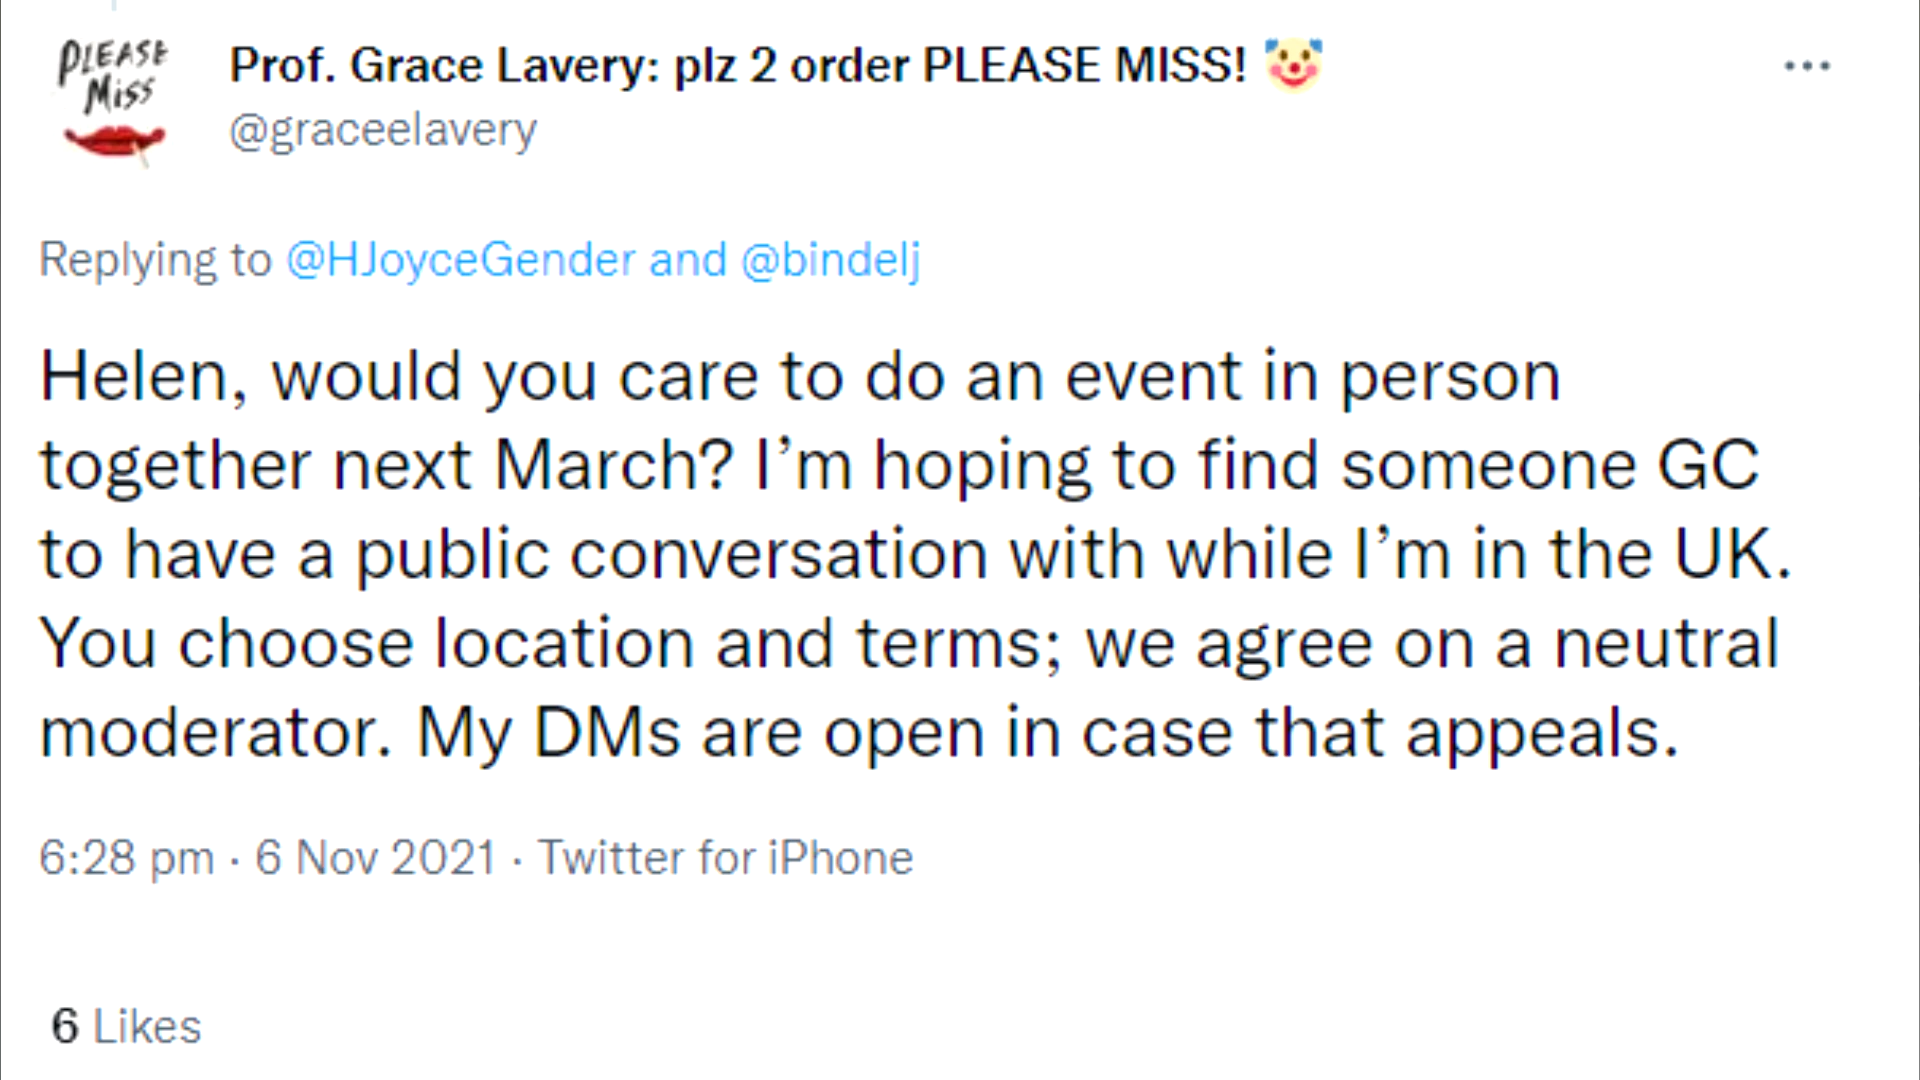 PLEASE
Miss
Prof. Grace Lavery: plz 2 order PLEASE MISS! 🤡
@graceelavery
Replying to @HJoyceGender and @bindelj
Helen, would you care to do an event in person
together next March? I’m hoping to find someone GC
to have a public conversation with while I’m in the UK.
You choose location and terms; we agree on a neutral
moderator. My DMs are open in case that appeals.
6:28 pm · 6 Nov 2021 · Twitter for iPhone
6 Likes